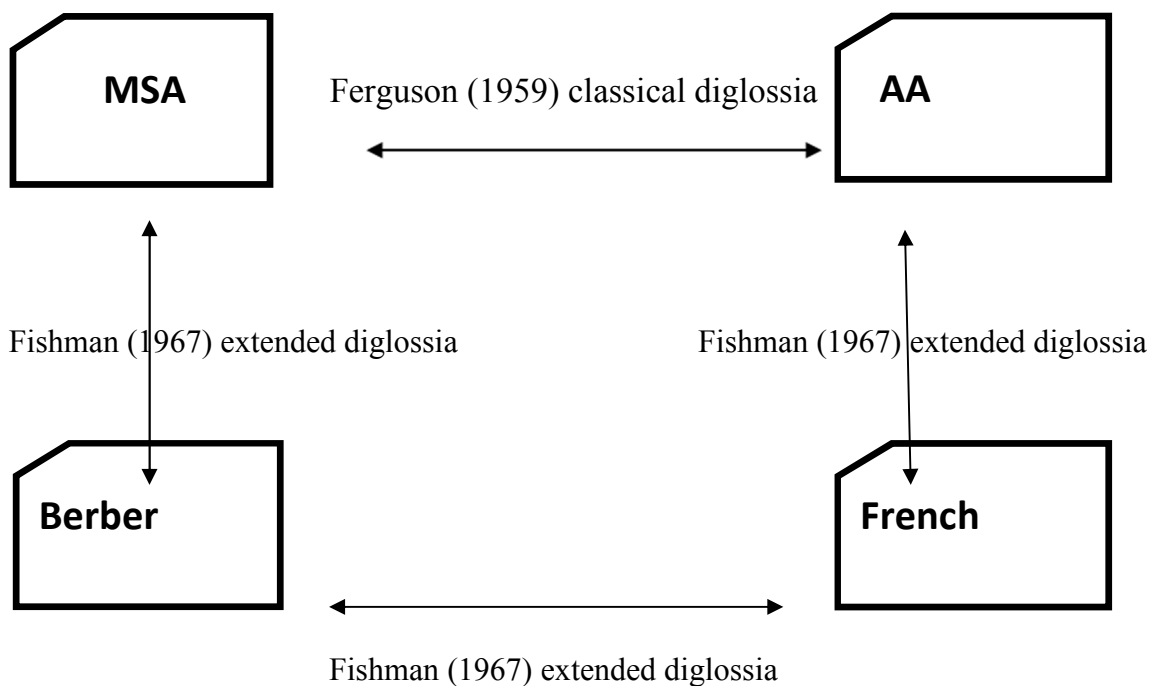 MSA
Ferguson (1959) classical diglossia
AA
Fishman (1967) extended diglossia
Fishman (1967) extended diglossia
Berber
French
Fishman (1967) extended diglossia